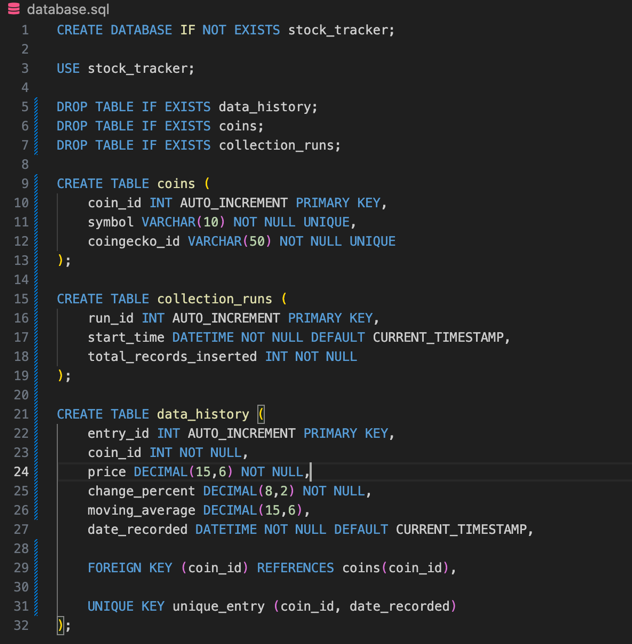 database.sql
1 CREATE DATABASE IF NOT EXISTS stock_tracker;
2
3 USE stock_tracker;
4
5 DROP TABLE IF EXISTS data_history;
6 DROP TABLE IF EXISTS coins;
7 DROP TABLE IF EXISTS collection_runs;
8
9 CREATE TABLE coins (
10     coin_id INT AUTO_INCREMENT PRIMARY KEY,
11     symbol VARCHAR(10) NOT NULL UNIQUE,
12     coingecko_id VARCHAR(50) NOT NULL UNIQUE
13 );
14
15 CREATE TABLE collection_runs (
16     run_id INT AUTO_INCREMENT PRIMARY KEY,
17     start_time DATETIME NOT NULL DEFAULT CURRENT_TIMESTAMP,
18     total_records_inserted INT NOT NULL
19 );
20
21 CREATE TABLE data_history (
22     entry_id INT AUTO_INCREMENT PRIMARY KEY,
23     coin_id INT NOT NULL,
24     price DECIMAL(15,6) NOT NULL,
25     change_percent DECIMAL(8,2) NOT NULL,
26     moving_average DECIMAL(15,6),
27     date_recorded DATETIME NOT NULL DEFAULT CURRENT_TIMESTAMP,
28
29     FOREIGN KEY (coin_id) REFERENCES coins(coin_id),
30
31     UNIQUE KEY unique_entry (coin_id, date_recorded)
32 );